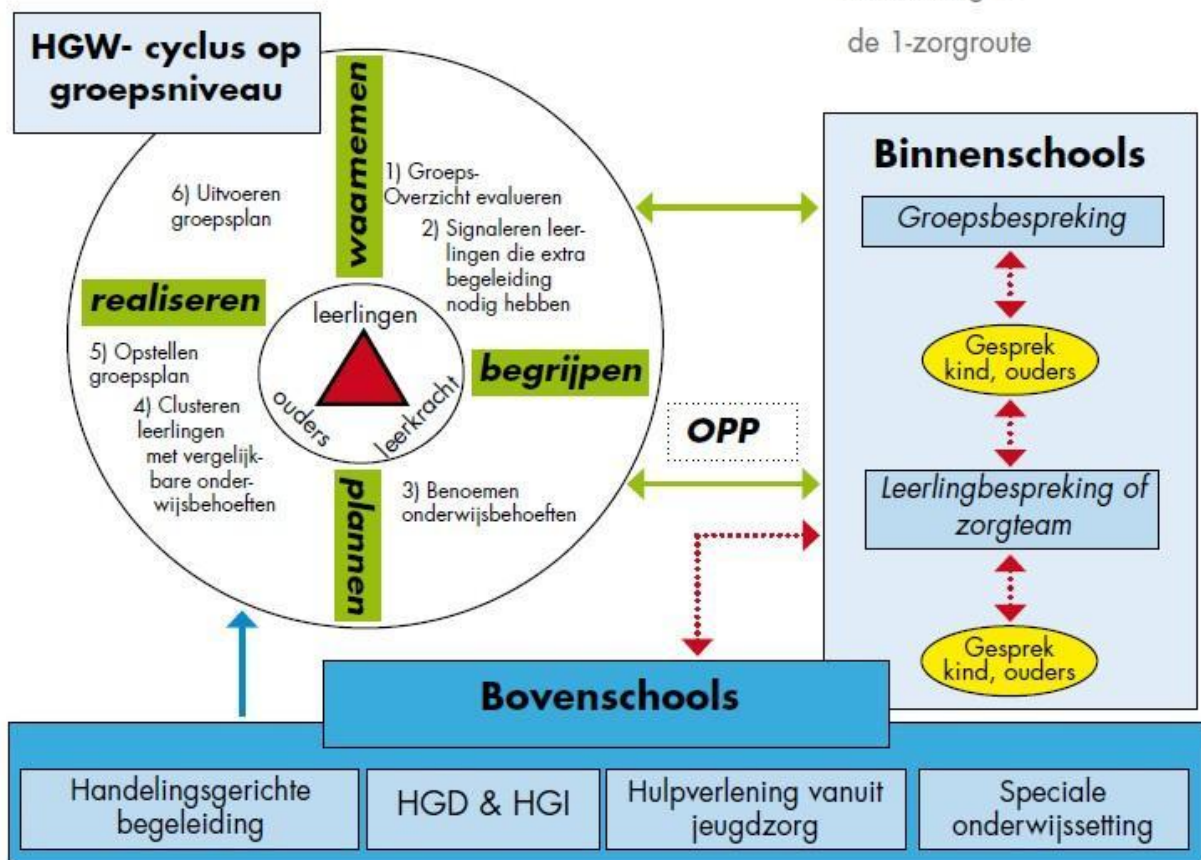 de 1-zorgroute
HGW- cyclus op
groepsniveau
waarnemen
1) Groeps-
Overzicht evalueren
2) Signaleren leer-
lingen die extra
begeleiding
nodig hebben
begrijpen
3) Benoemen
onderwijsbehoeften
plannen
4) Clusteren
leerlingen
met vergelijk-
bare onder-
wijsbehoeften
5) Opstellen
groepsplan
realiseren
6) Uitvoeren
groepsplan
leerlingen
ouders
leerkracht
OPP
Binnenschools
Groepsbespreking
Gesprek
kind, ouders
Leerlingbespreking of
zorgteam
Gesprek
kind, ouders
Bovenschools
Handelingsgerichte
begeleiding
HGD & HGI
Hulpverlening vanuit
jeugdzorg
Speciale
onderwijssetting